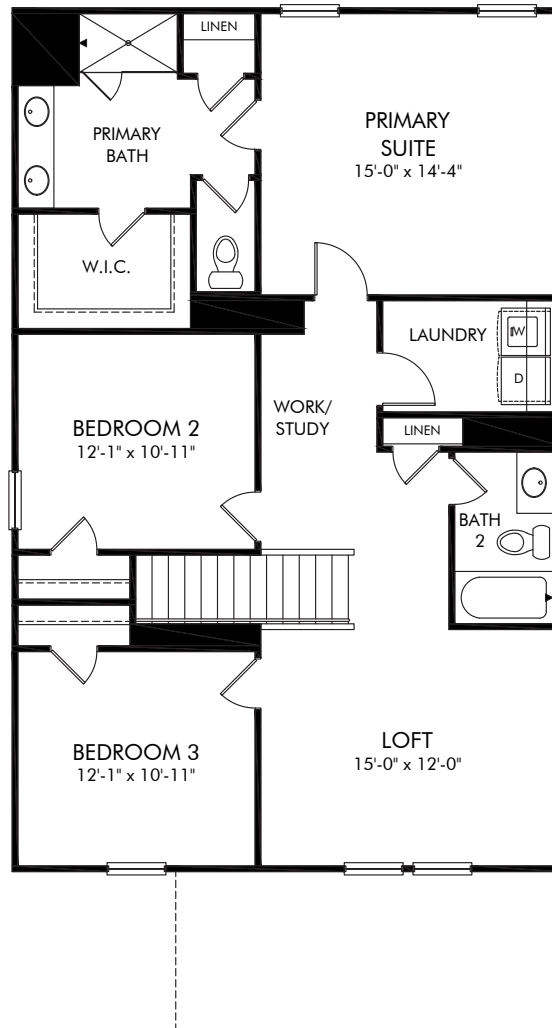 LINEN
PRIMARY
BATH
PRIMARY
SUITE
15'-0" x 14'-4"
W.I.C.
LAUNDRY
W
D
WORK/
STUDY
LINEN
BEDROOM 2
12'-1" x 10'-11"
BATH
2
BEDROOM 3
12'-1" x 10'-11"
LOFT
15'-0" x 12'-0"